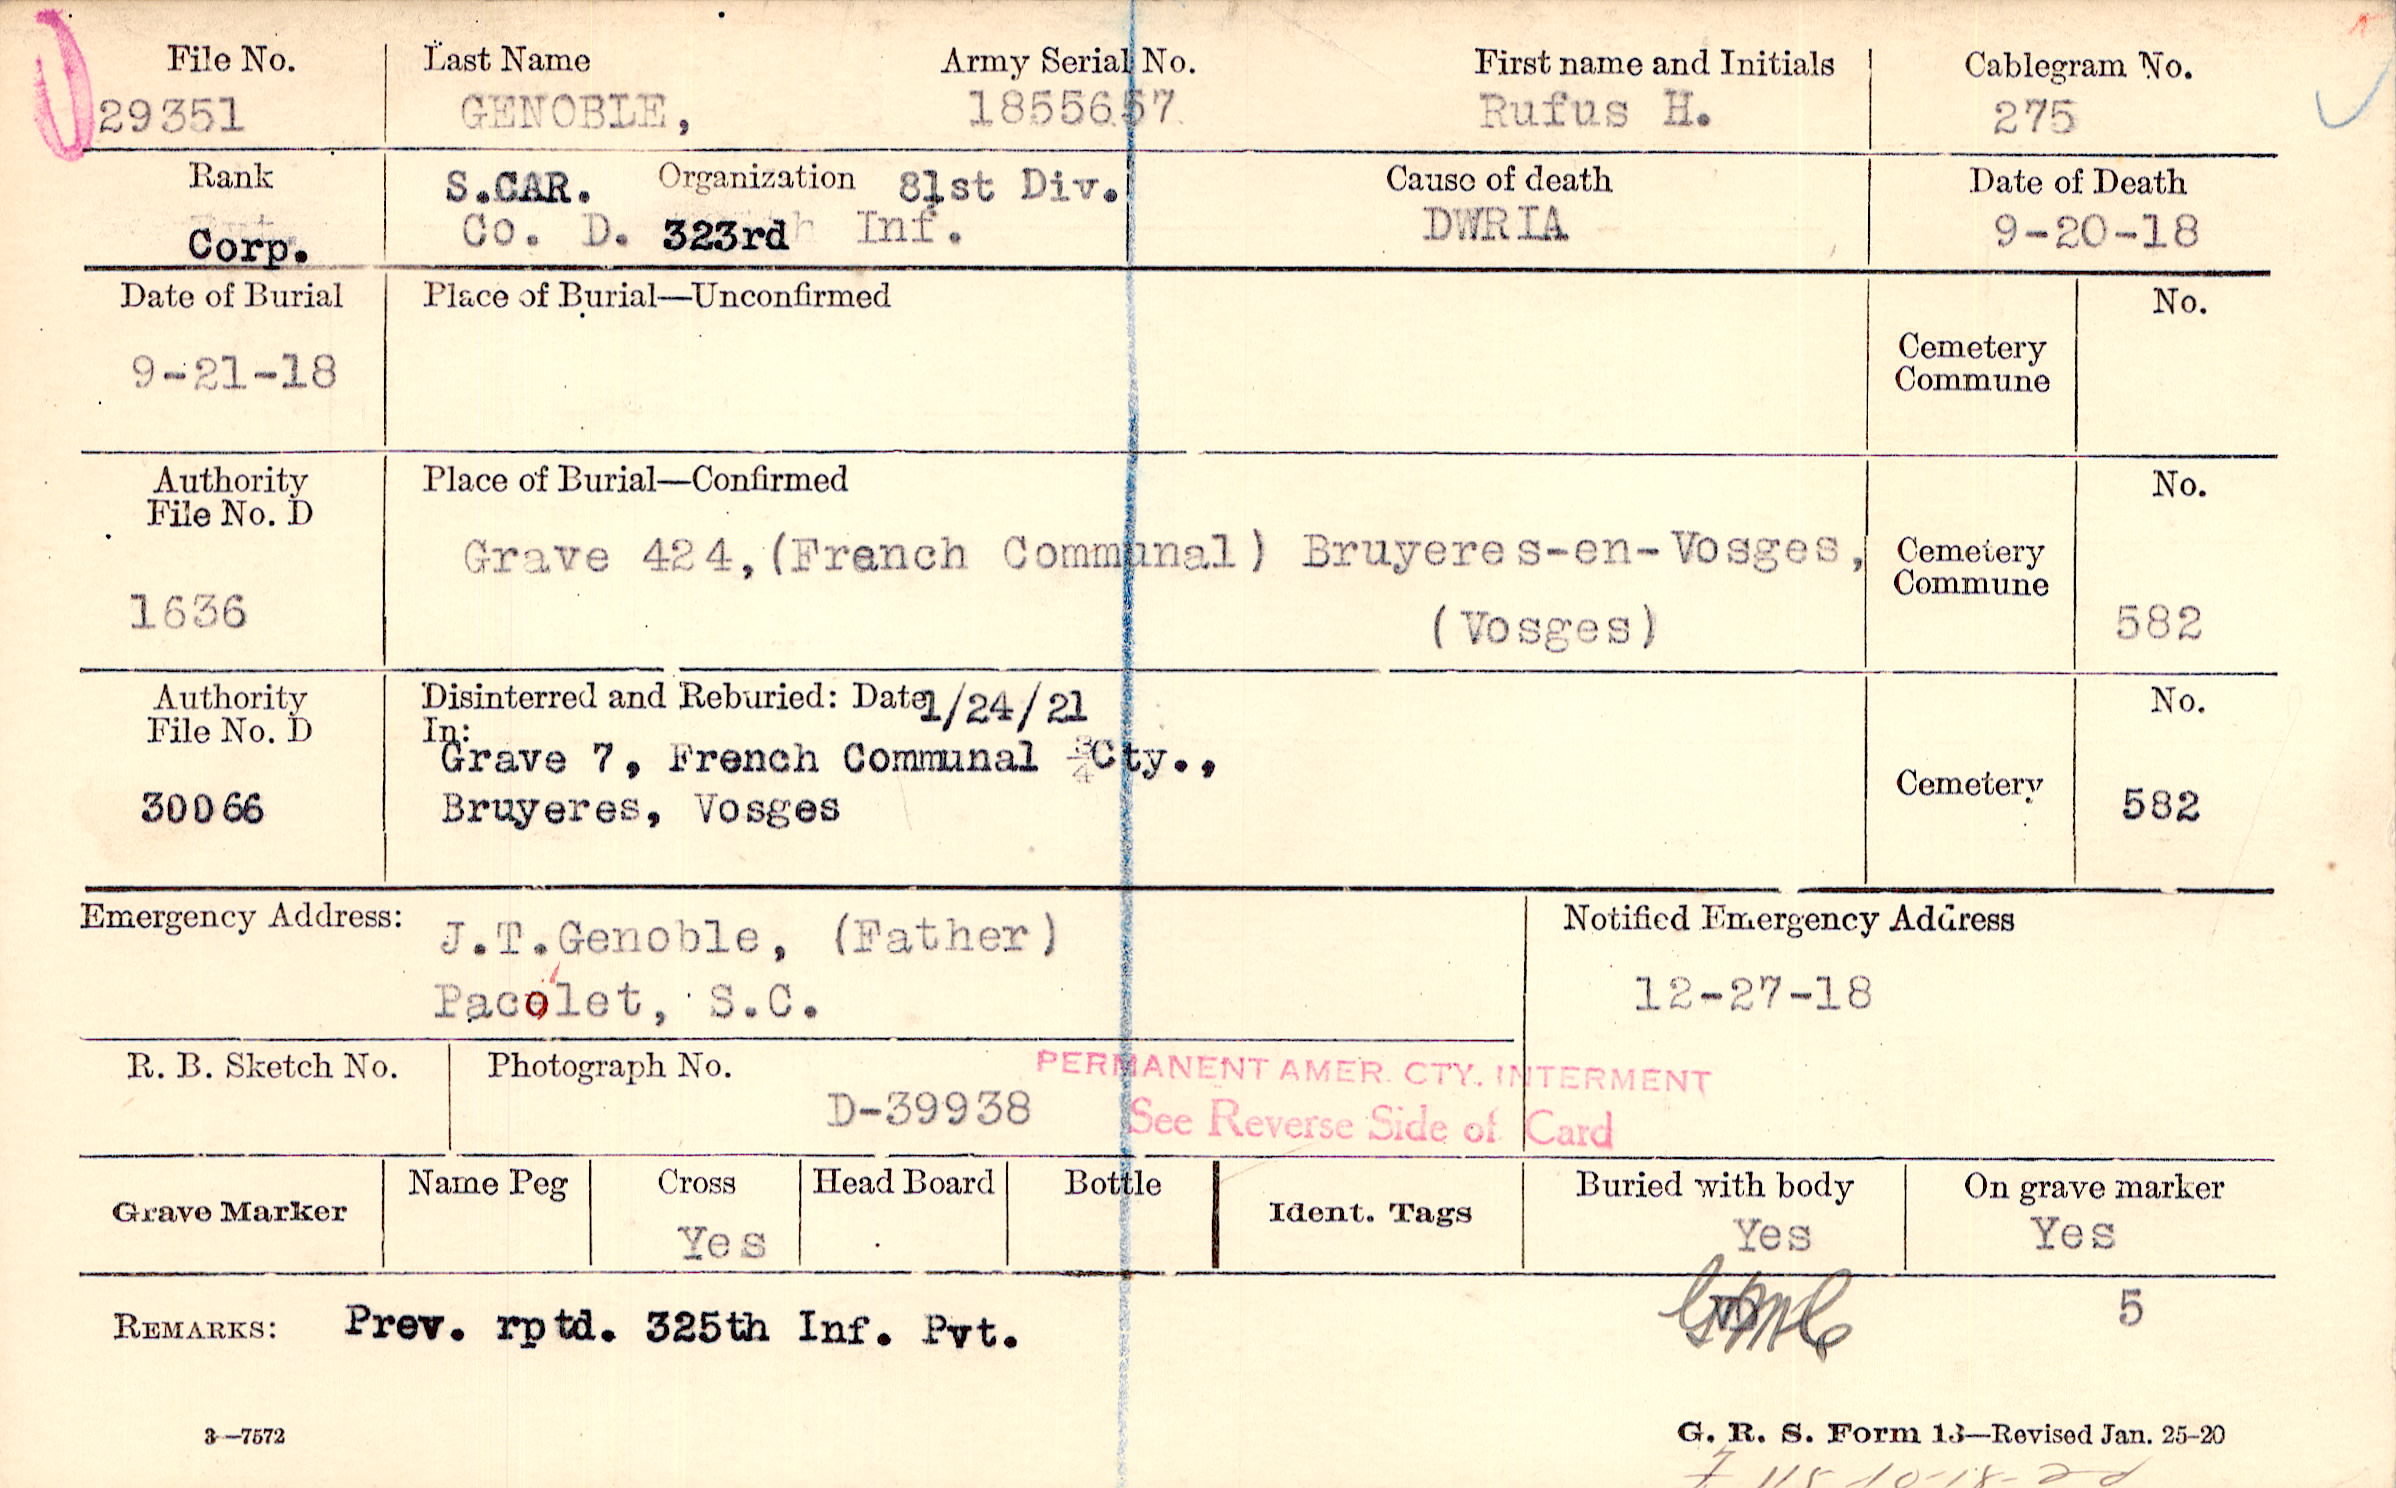 File No. Last Name Army Serial No. First name and Initials Cablegram No.
29351 GENOBLE, 1855657 Rufus H. 275
Rank S.CAR. Organization 81st Div. Cause of death Date of Death
Corp. Co. D. 323rd Inf. DWRIA 9-20-18
Date of Burial Place of Burial—Unconfirmed No.
9-21-18 Cemetery
Commune
Authority Place of Burial—Confirmed No.
File No. D
Grave 424, (French Communal) Bruyeres-en-Vosges, Cemetery
Commune
1636 (Vosges) 582
Authority Disinterred and Reburied: Date 1/24/21 No.
File No. D In:
Grave 7, French Communal Cty.,
30066 Bruyeres, Vosges Cemetery 582
Emergency Address: J.T.Genoble, (Father) Notified Emergency Address
Pacolet, S.C. 12-27-18
R. B. Sketch No. Photograph No. PERMANENT AMER. CTY. INTERMENT
D-39938 See Reverse Side of Card
Grave Marker Name Peg Cross Head Board Bottle Ident. Tags Buried with body On grave marker
Yes Yes Yes
5
REMARKS: Prev. rptd. 325th Inf. Pvt.
3—7572 G. R. S. Form 13—Revised Jan. 25-20